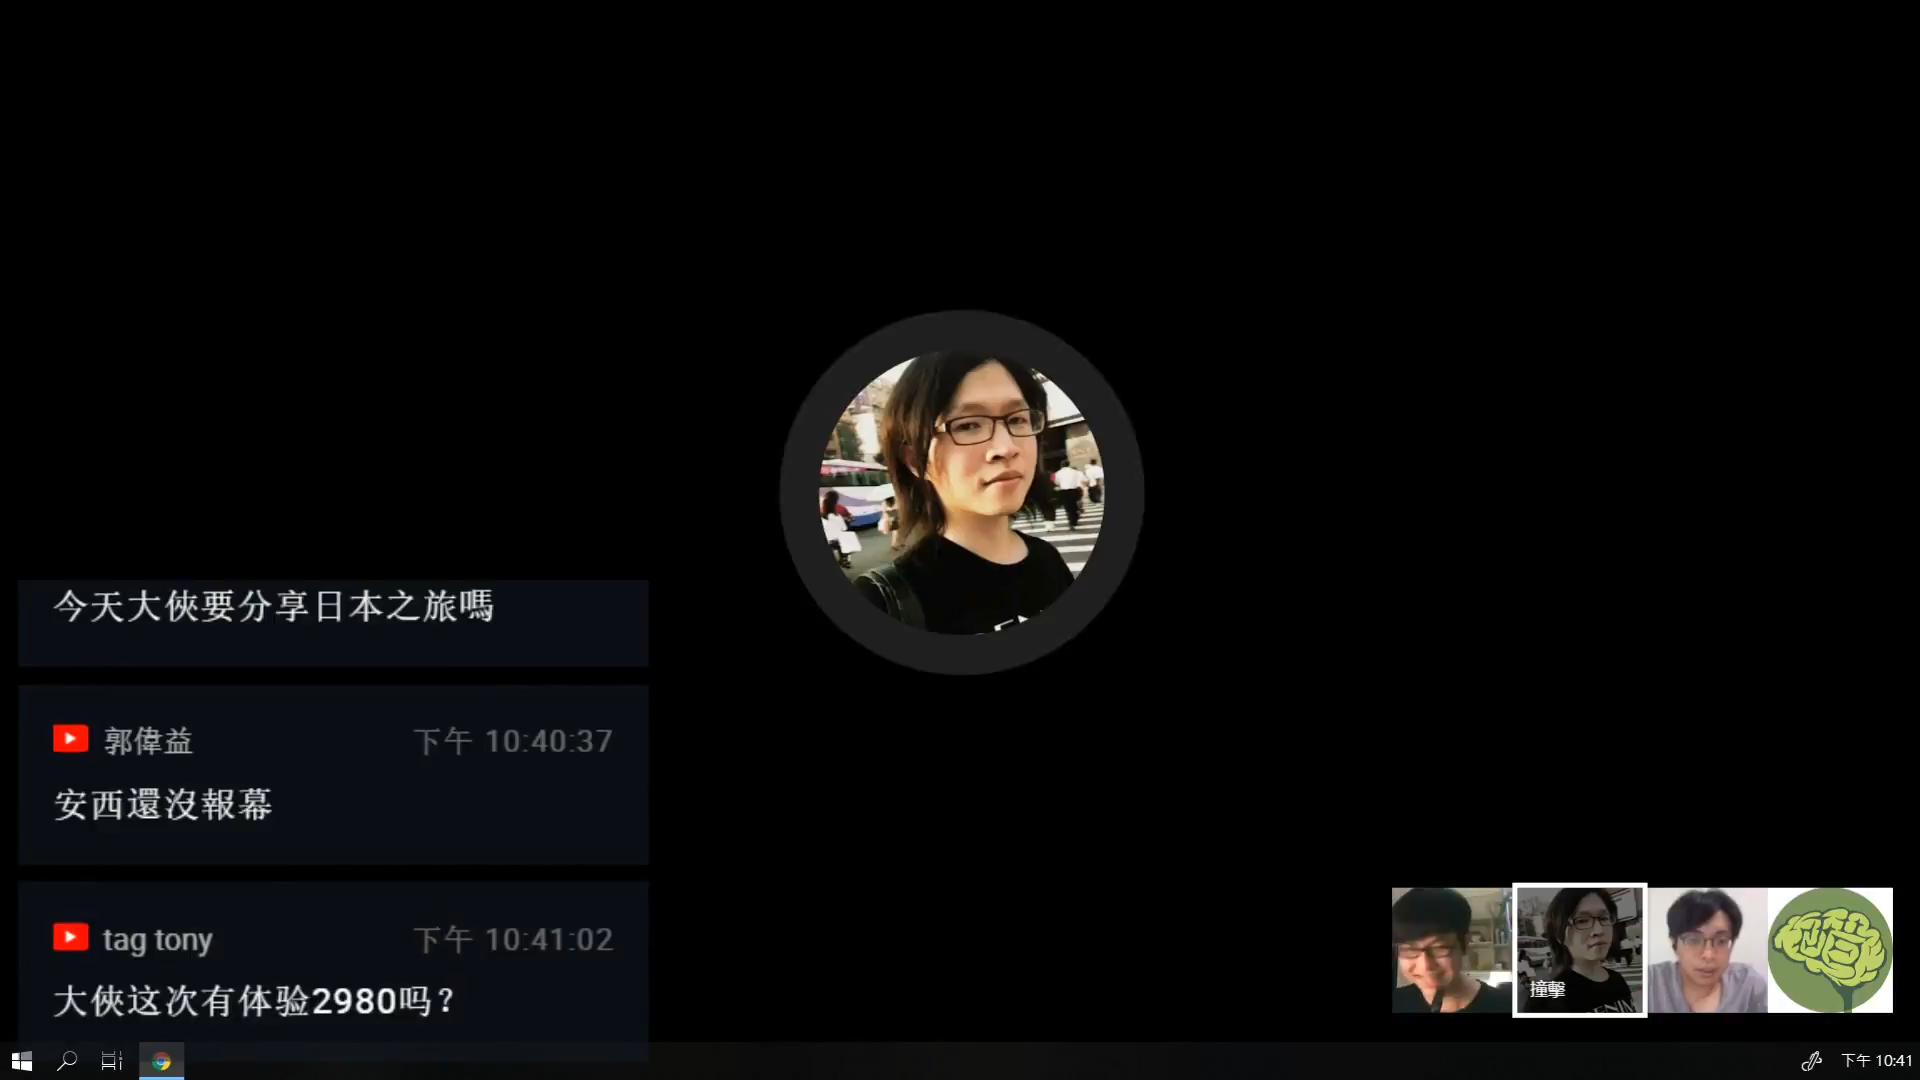 今天大俠要分享日本之旅嗎
郭偉益 下午 10:40:37
安西還沒報幕
tag tony 下午 10:41:02
大俠这次有体验2980吗？
撞擊
下午 10:41